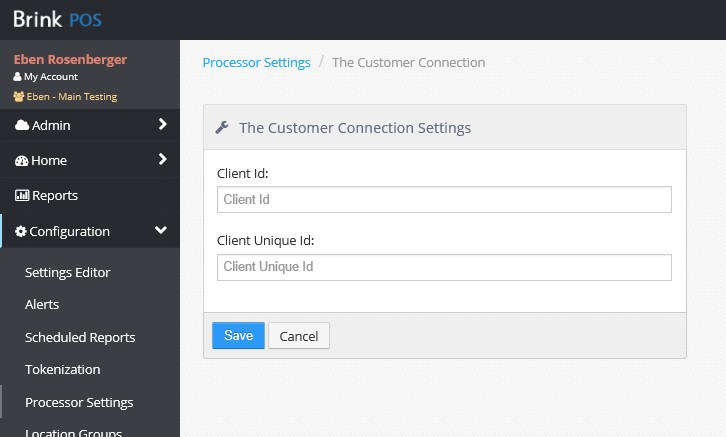 Brink POS
Eben Rosenberger
My Account
Eben - Main Testing
Admin
Home
Reports
Configuration
Settings Editor
Alerts
Scheduled Reports
Tokenization
Processor Settings
Location Groups
Processor Settings / The Customer Connection
The Customer Connection Settings
Client Id:
Client Id
Client Unique Id:
Client Unique Id
Save Cancel